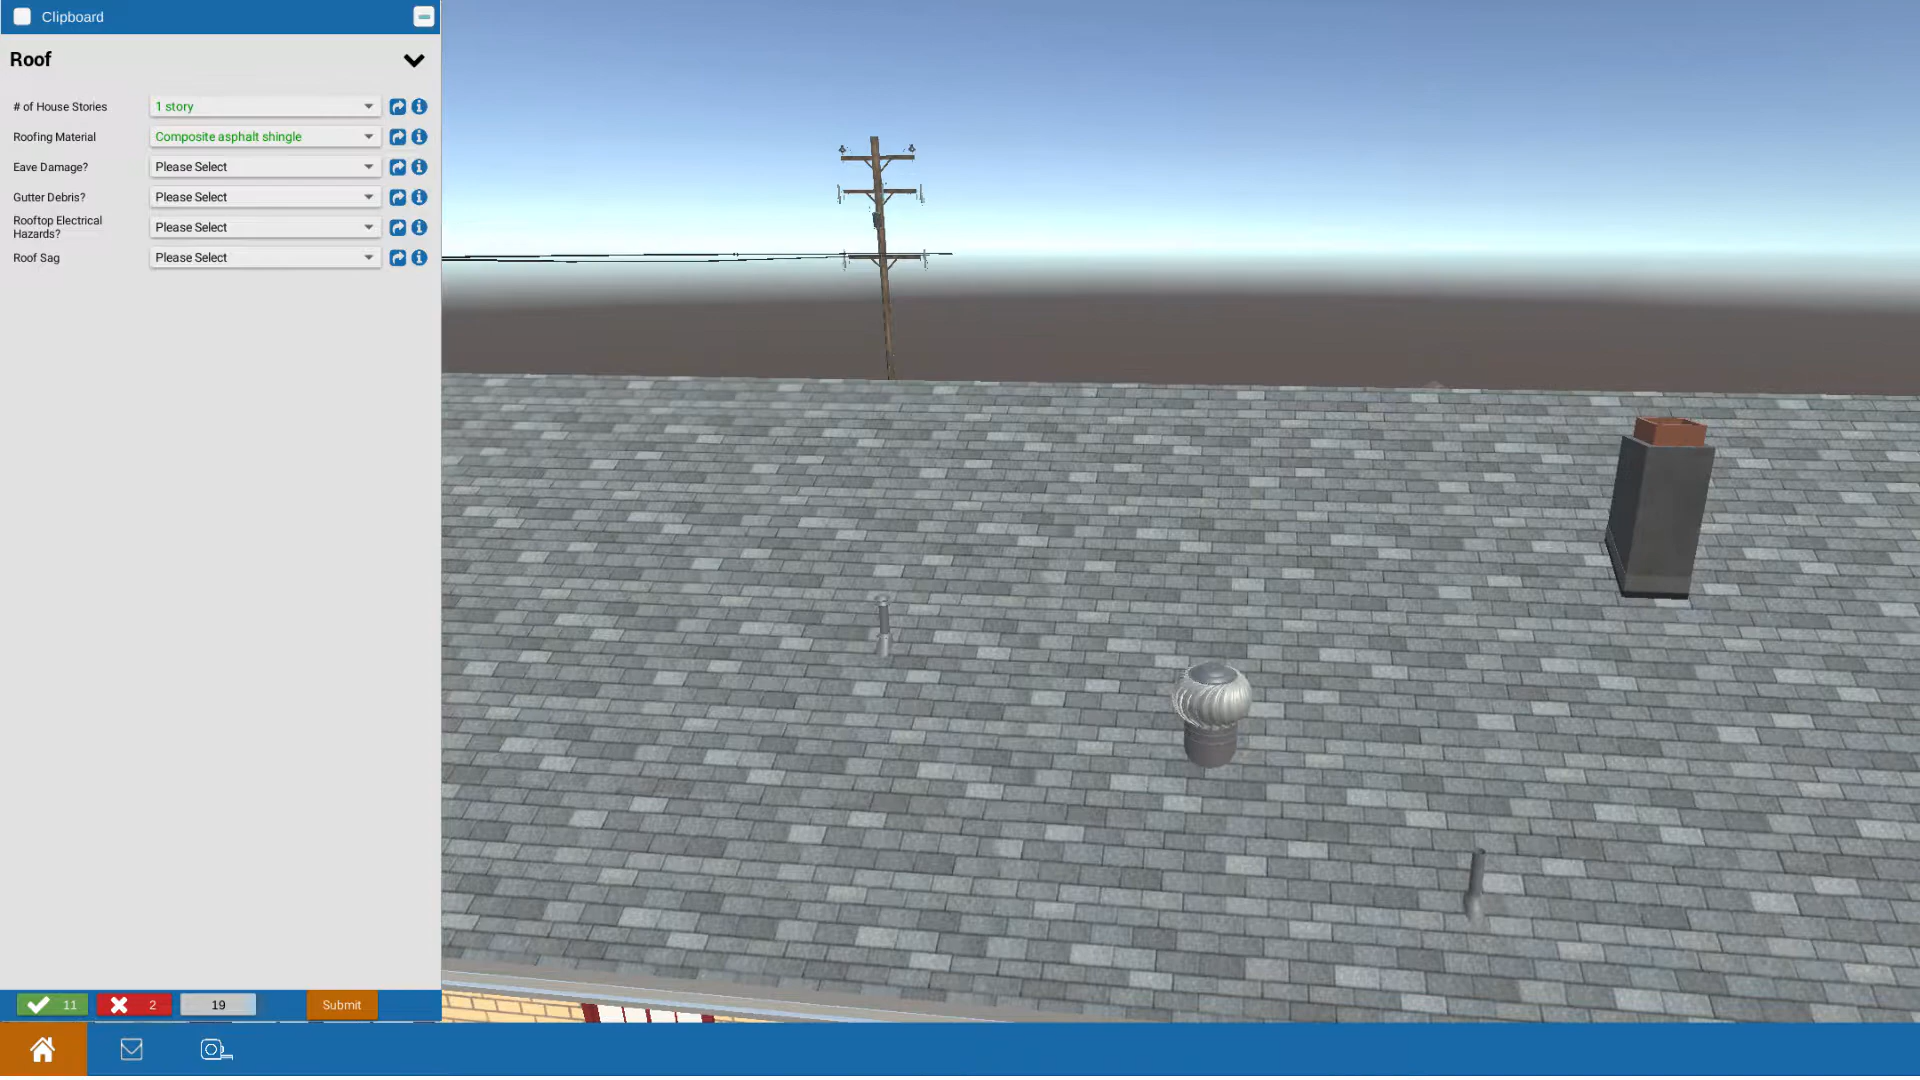 Clipboard
Roof
# of House Stories 1 story
Roofing Material Composite asphalt shingle
Eave Damage? Please Select
Gutter Debris? Please Select
Rooftop Electrical Hazards? Please Select
Roof Sag Please Select
11 2 19 Submit